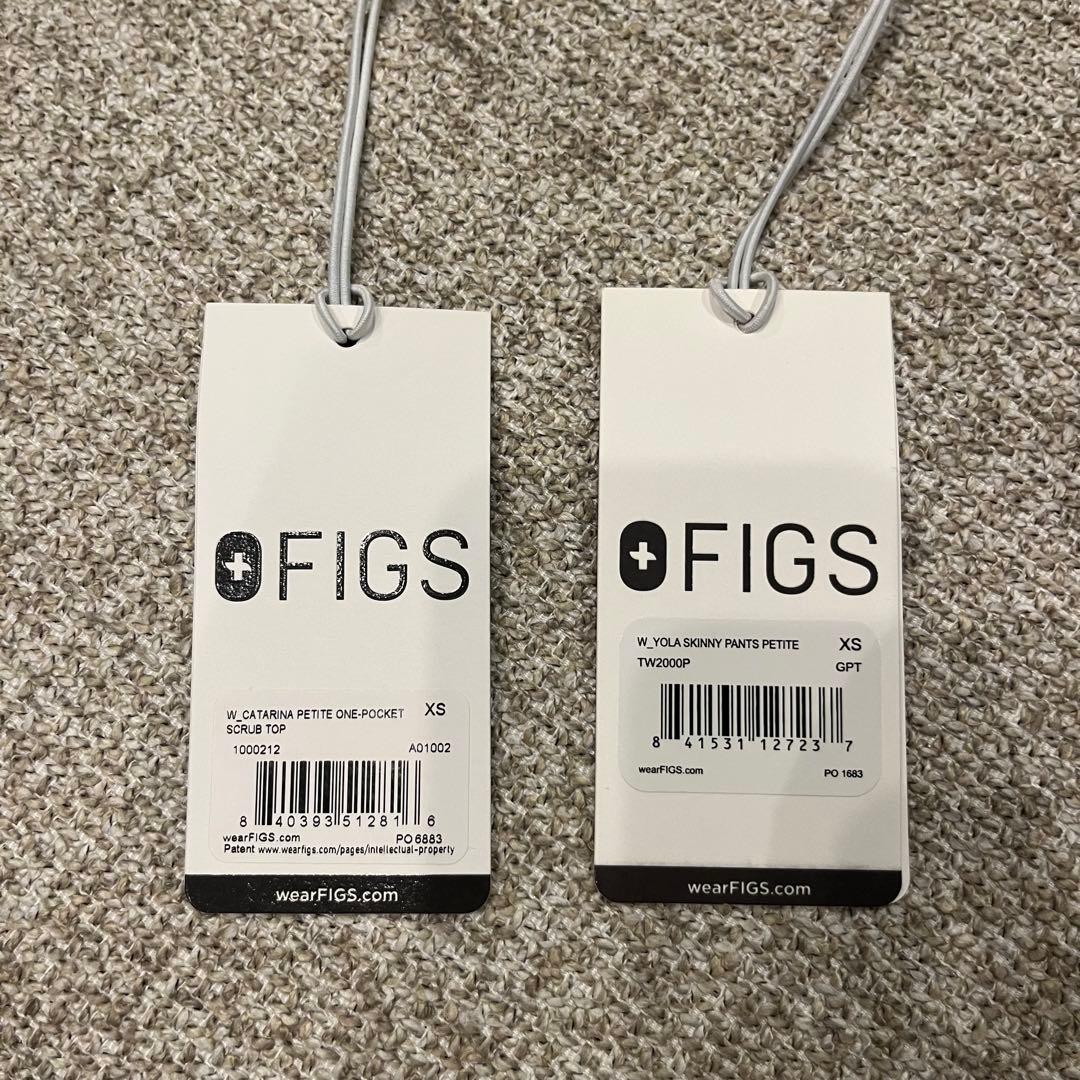 FIGS
W_CATARINA PETITE ONE-POCKET XS
SCRUB TOP
1000212 A01002
8 40393 51281 6
wearFIGS.com PO 6883
Patent www.wearfigs.com/pages/intellectual-property
wearFIGS.com
FIGS
W_YOLA SKINNY PANTS PETITE XS
TW2000P GPT
8 41531 12723 7
wearFIGS.com PO 1683
wearFIGS.com